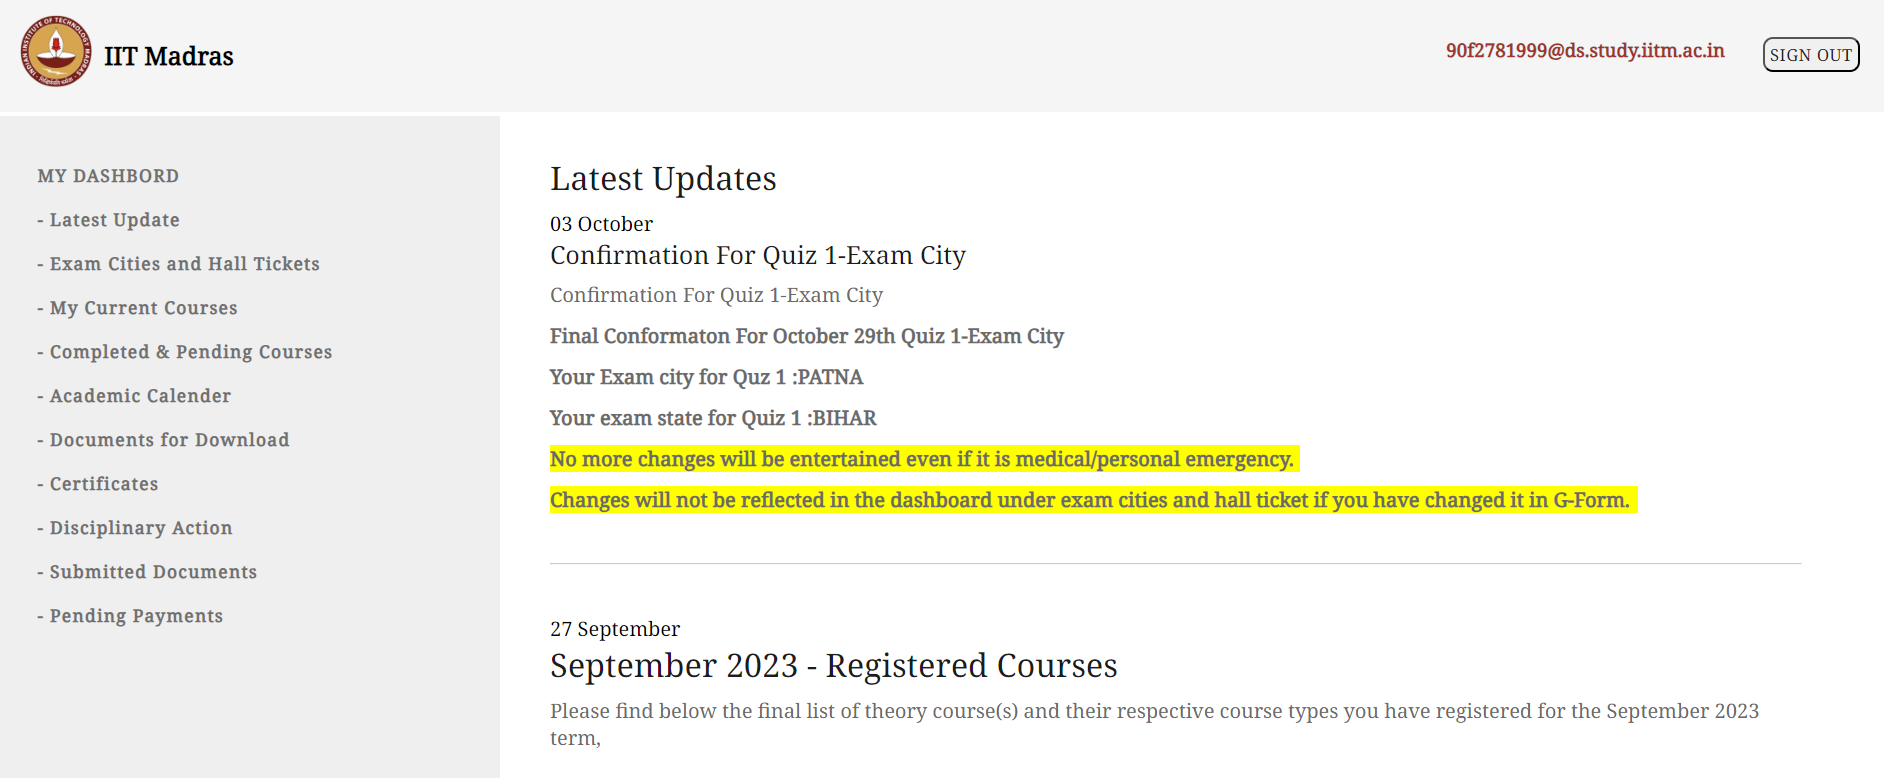 IIT Madras
90f2781999@ds.study.iitm.ac.in
SIGN OUT
MY DASHBORD
- Latest Update
- Exam Cities and Hall Tickets
- My Current Courses
- Completed & Pending Courses
- Academic Calender
- Documents for Download
- Certificates
- Disciplinary Action
- Submitted Documents
- Pending Payments
Latest Updates
03 October
Confirmation For Quiz 1-Exam City
Confirmation For Quiz 1-Exam City
Final Conformaton For October 29th Quiz 1-Exam City
Your Exam city for Quz 1 :PATNA
Your exam state for Quiz 1 :BIHAR
No more changes will be entertained even if it is medical/personal emergency.
Changes will not be reflected in the dashboard under exam cities and hall ticket if you have changed it in G-Form.
27 September
September 2023 - Registered Courses
Please find below the final list of theory course(s) and their respective course types you have registered for the September 2023
term,